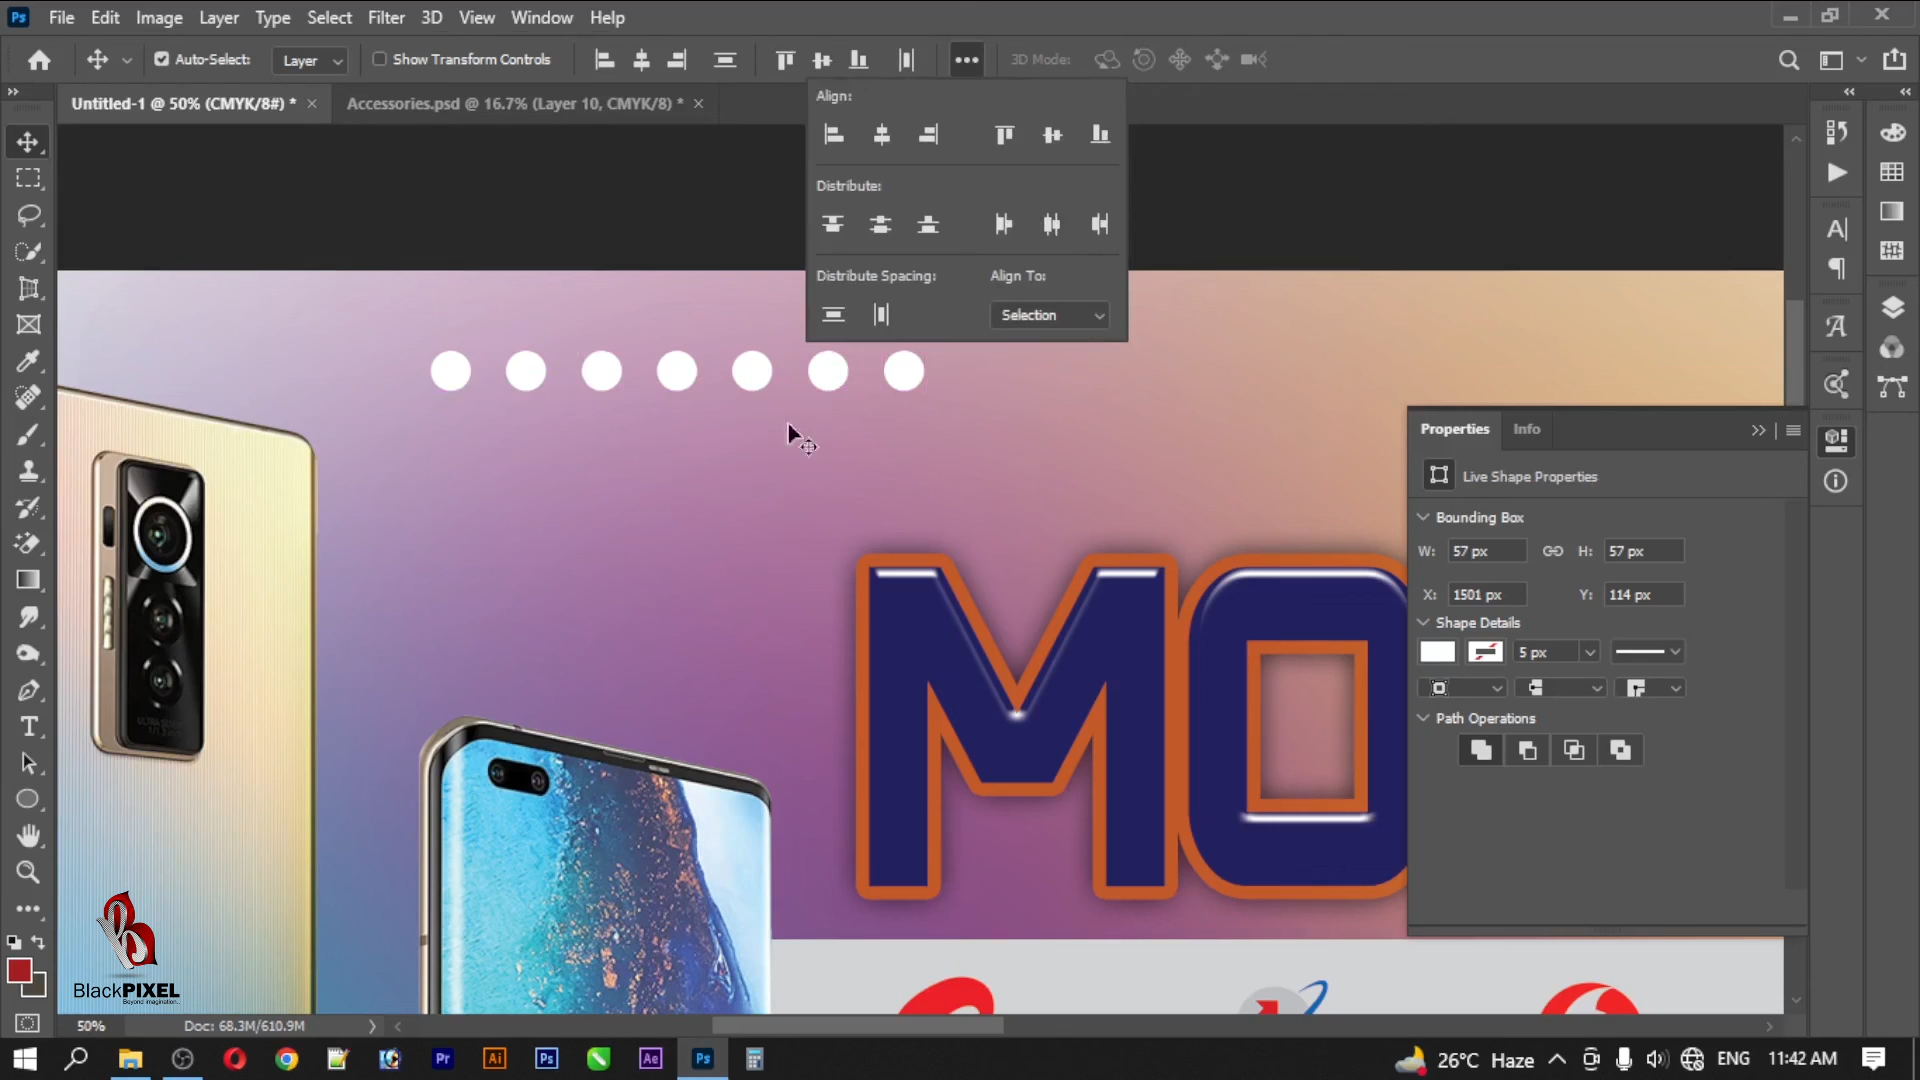 File Edit Image Layer Type Select Filter 3D View Window Help
Auto-Select: Layer Show Transform Controls 3D Mode:
Untitled-1 @ 50% (CMYK/8#) * Accessories.psd @ 16.7% (Layer 10, CMYK/8) *
Align:
Distribute:
Distribute Spacing: Align To:
Selection
Properties Info
Live Shape Properties
Bounding Box
W: 57 px H: 57 px
X: 1501 px Y: 114 px
Shape Details
5 px
Path Operations
MO
BlackPIXEL
Beyond imagination..
50% Doc: 68.3M/610.9M
26°C Haze ENG 11:42 AM